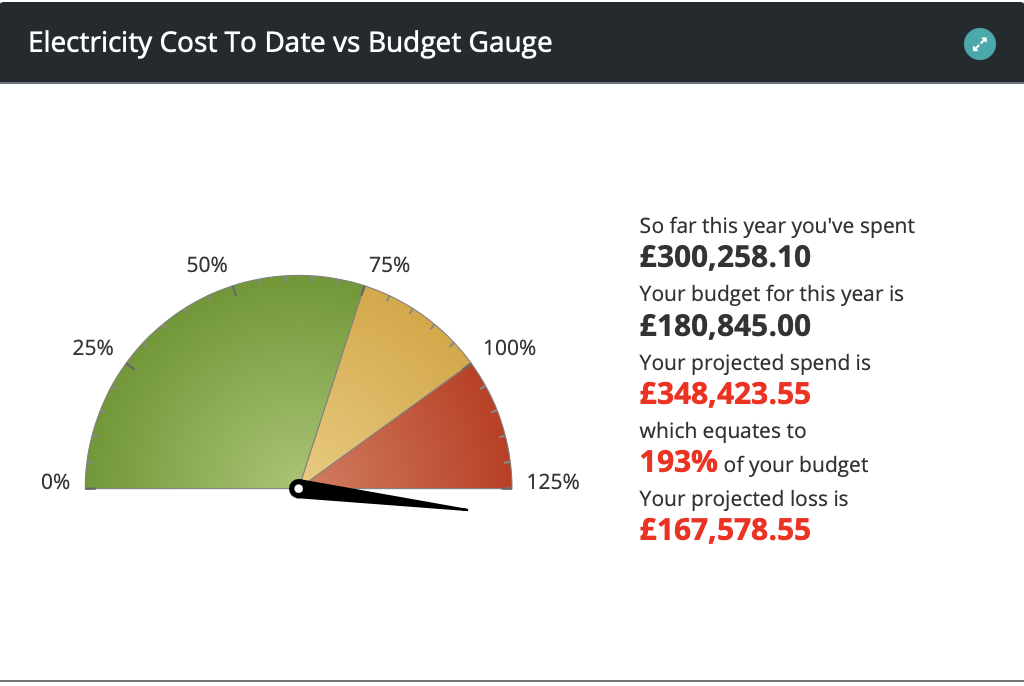 Electricity Cost To Date vs Budget Gauge
50%
75%
25%
100%
0%
125%
So far this year you've spent
£300,258.10
Your budget for this year is
£180,845.00
Your projected spend is
£348,423.55
which equates to
193% of your budget
Your projected loss is
£167,578.55